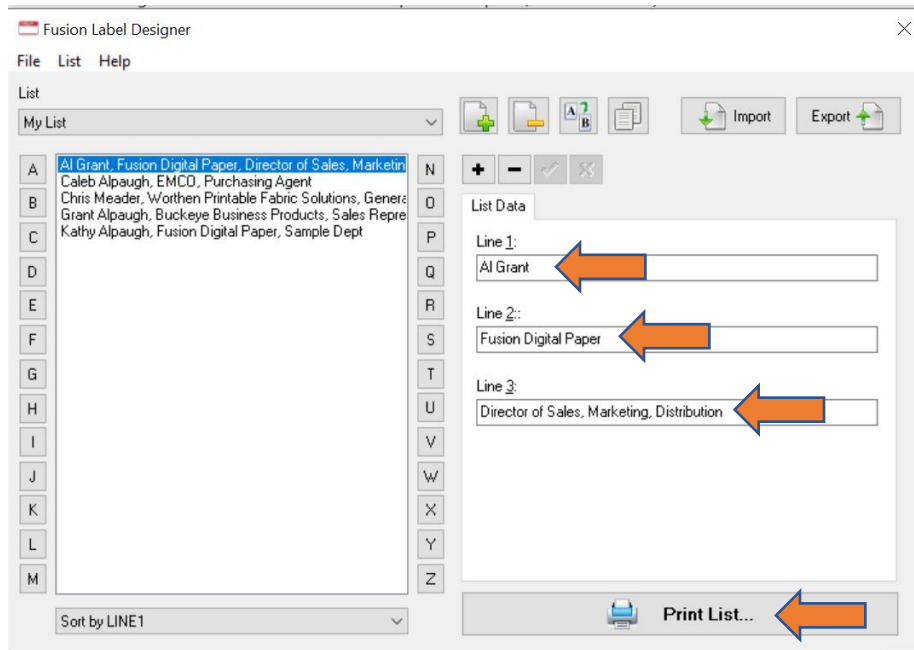 Fusion Label Designer
File List Help
List
My List
Import
Export
A
B
C
D
E
F
G
H
I
J
K
L
M
Al Grant, Fusion Digital Paper, Director of Sales, Marketin
Caleb Alpaugh, EMCO, Purchasing Agent
Chris Meader, Worthen Printable Fabric Solutions, Genera
Grant Alpaugh, Buckeye Business Products, Sales Repre
Kathy Alpaugh, Fusion Digital Paper, Sample Dept
N
O
P
Q
R
S
T
U
V
W
X
Y
Z
Sort by LINE1
List Data
Line 1:
Al Grant
Line 2::
Fusion Digital Paper
Line 3:
Director of Sales, Marketing, Distribution
Print List...